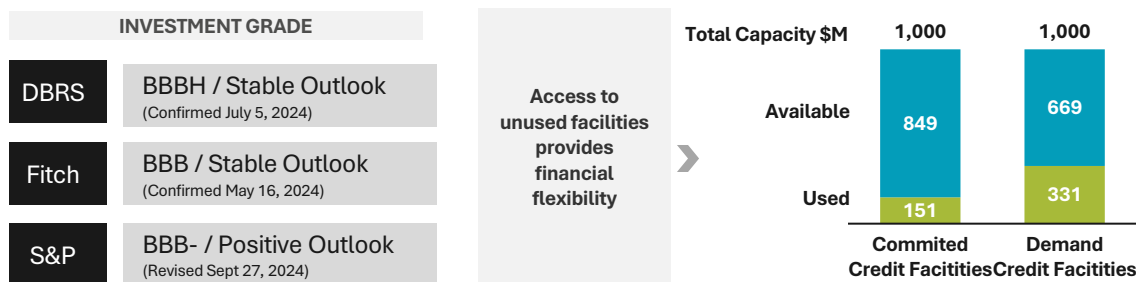 INVESTMENT GRADE
DBRS
BBBH / Stable Outlook
(Confirmed July 5, 2024)
Fitch
BBB / Stable Outlook
(Confirmed May 16, 2024)
S&P
BBB- / Positive Outlook
(Revised Sept 27, 2024)
Access to
unused facilities
provides
financial
flexibility
Total Capacity $M
1,000
1,000
Available
849
669
Used
151
331
Commited
Credit Facitities
Demand
Credit Facitities